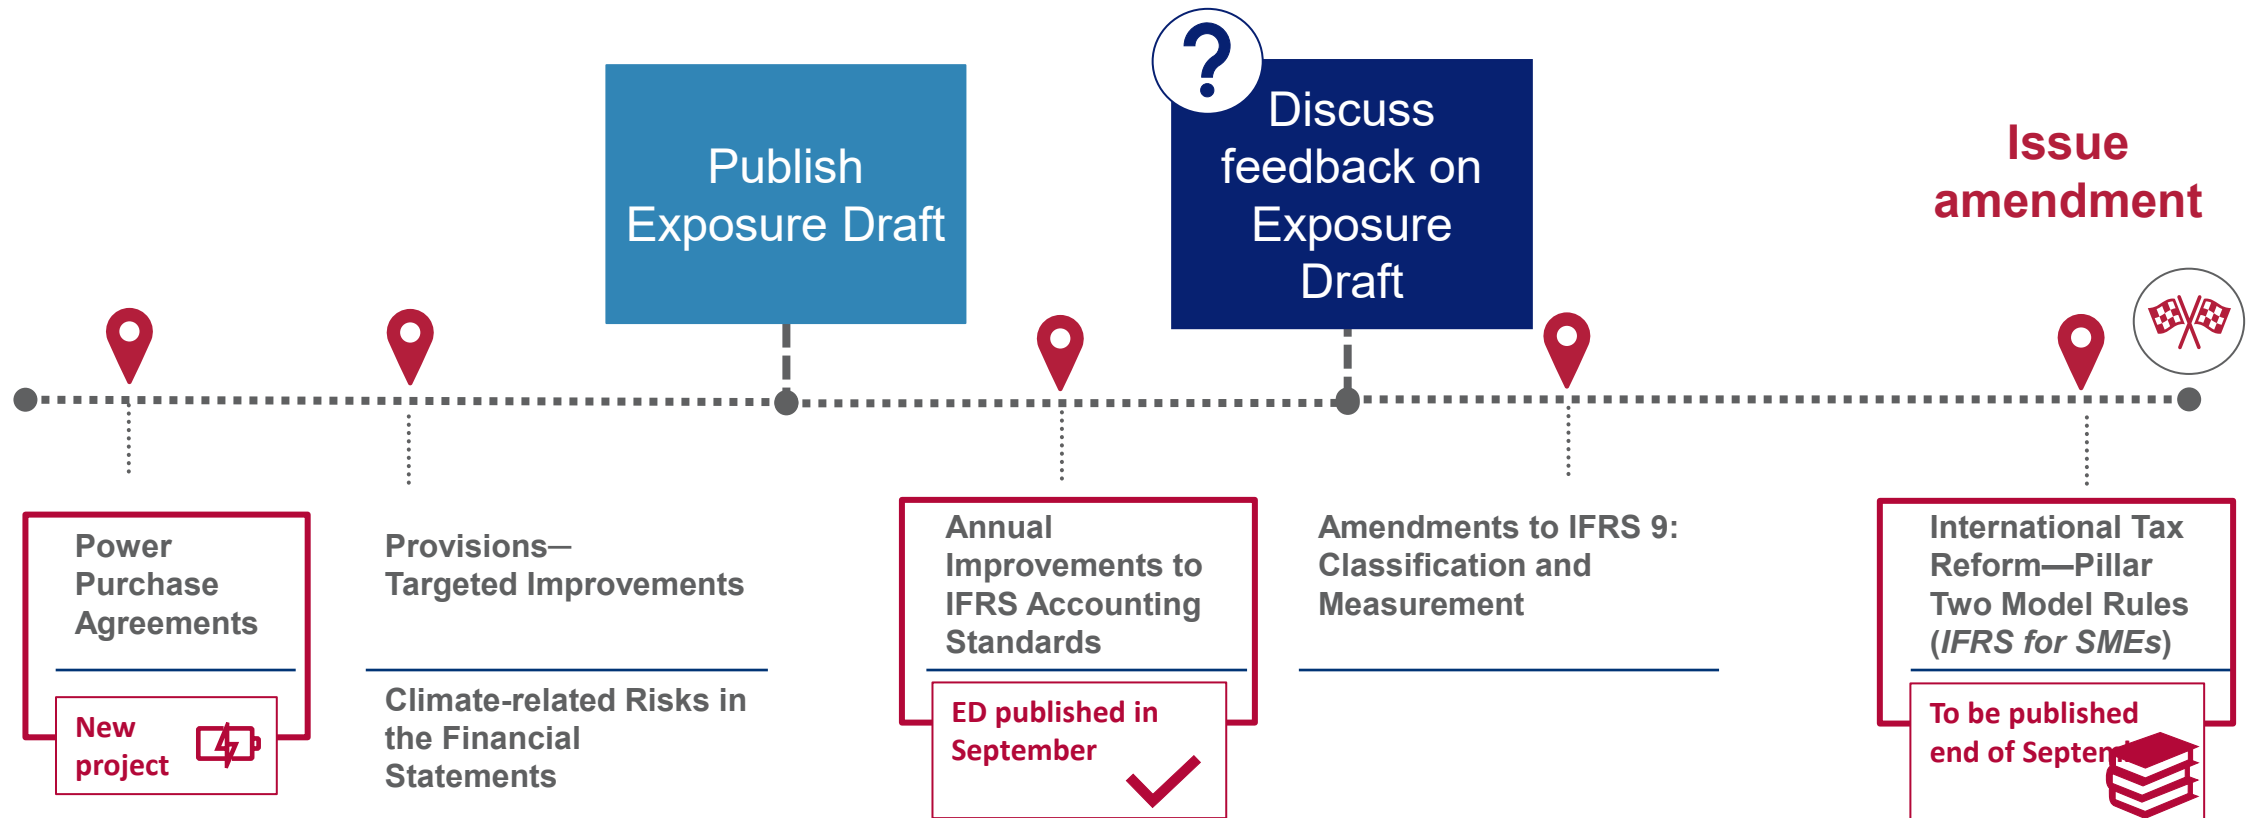 Publish
Exposure Draft
?
Discuss
feedback on
Exposure
Draft
Issue
amendment
Power
Purchase
Agreements
New
project
Provisions—
Targeted Improvements
Climate-related Risks in
the Financial
Statements
Annual
Improvements to
IFRS Accounting
Standards
ED published in
September
Amendments to IFRS 9:
Classification and
Measurement
International Tax
Reform—Pillar
Two Model Rules
(IFRS for SMEs)
To be published
end of